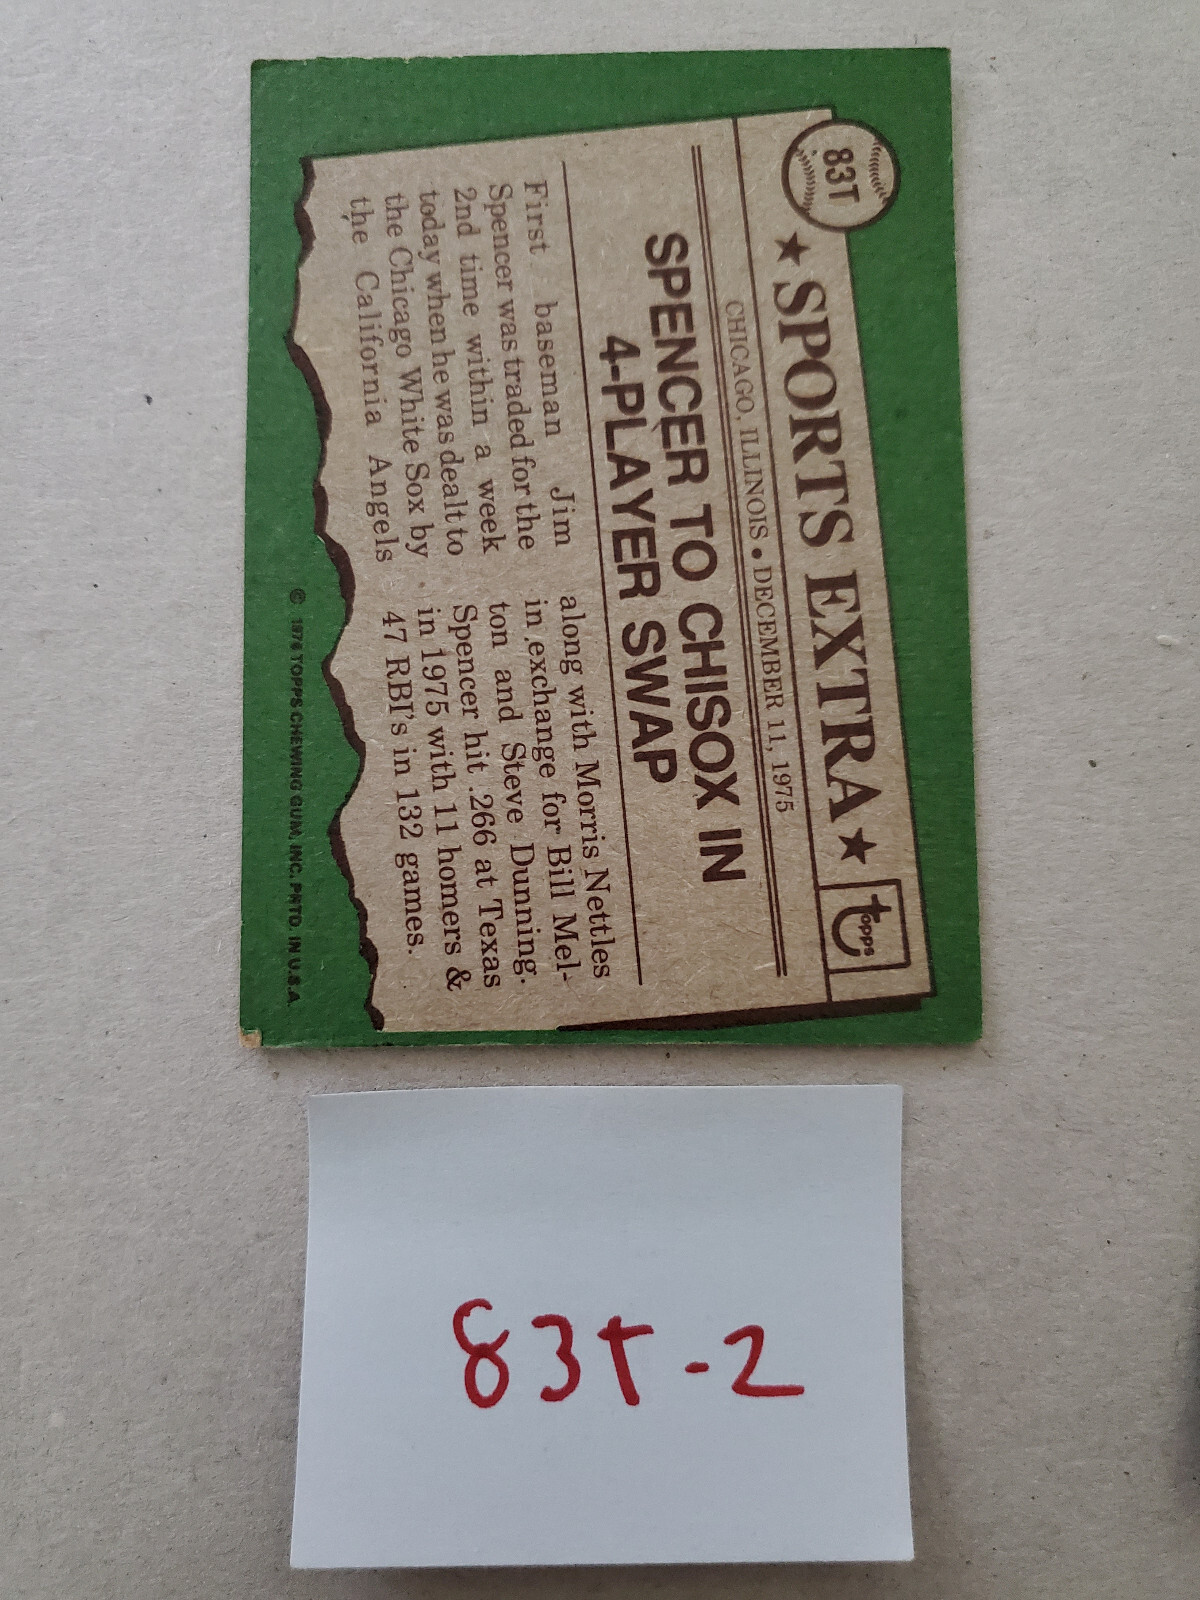 83T
★ SPORTS EXTRA ★
topps
CHICAGO, ILLINOIS • DECEMBER 11, 1975
SPENCER TO CHISOX IN
4-PLAYER SWAP
First baseman Jim
Spencer was traded for the
2nd time within a week
today when he was dealt to
the Chicago White Sox by
the California Angels
along with Morris Nettles
in exchange for Bill Mel-
ton and Steve Dunning.
Spencer hit .266 at Texas
in 1975 with 11 homers &
47 RBI's in 132 games.
© 1976 TOPPS CHEWING GUM, INC. PRTD. IN U.S.A.
83T-2